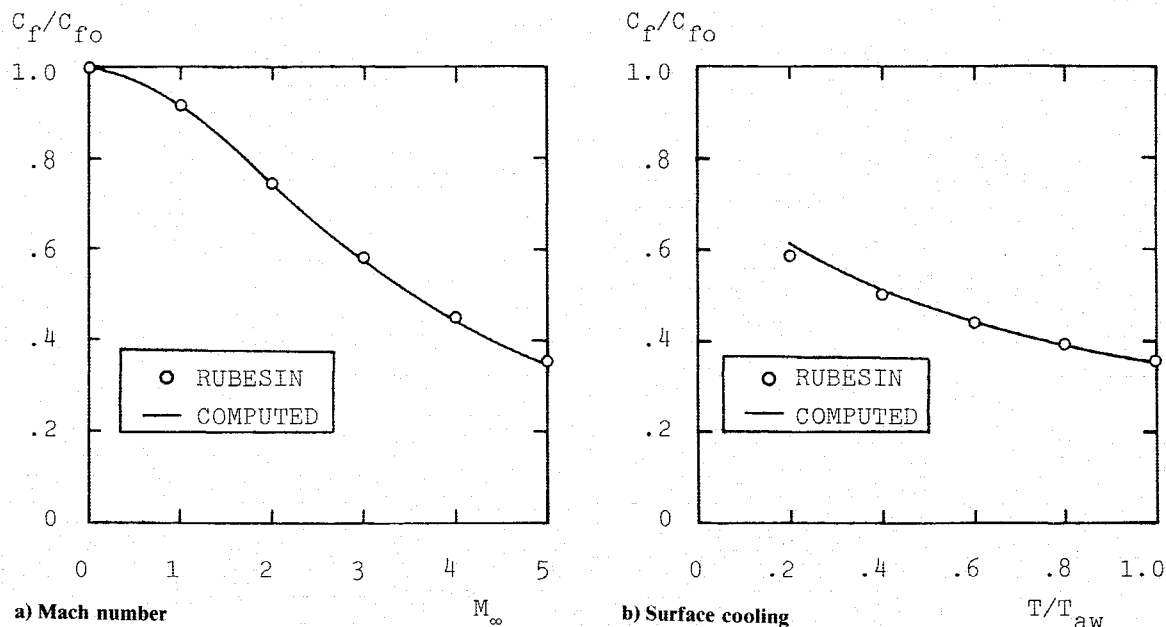 C_f/C_fo
1.0
.8
.6
.4
.2
0
0 1 2 3 4 5
M_∞
RUBESIN
COMPUTED
a) Mach number
C_f/C_fo
1.0
.8
.6
.4
.2
0
0 .2 .4 .6 .8 1.0
T/T_aw
RUBESIN
COMPUTED
b) Surface cooling